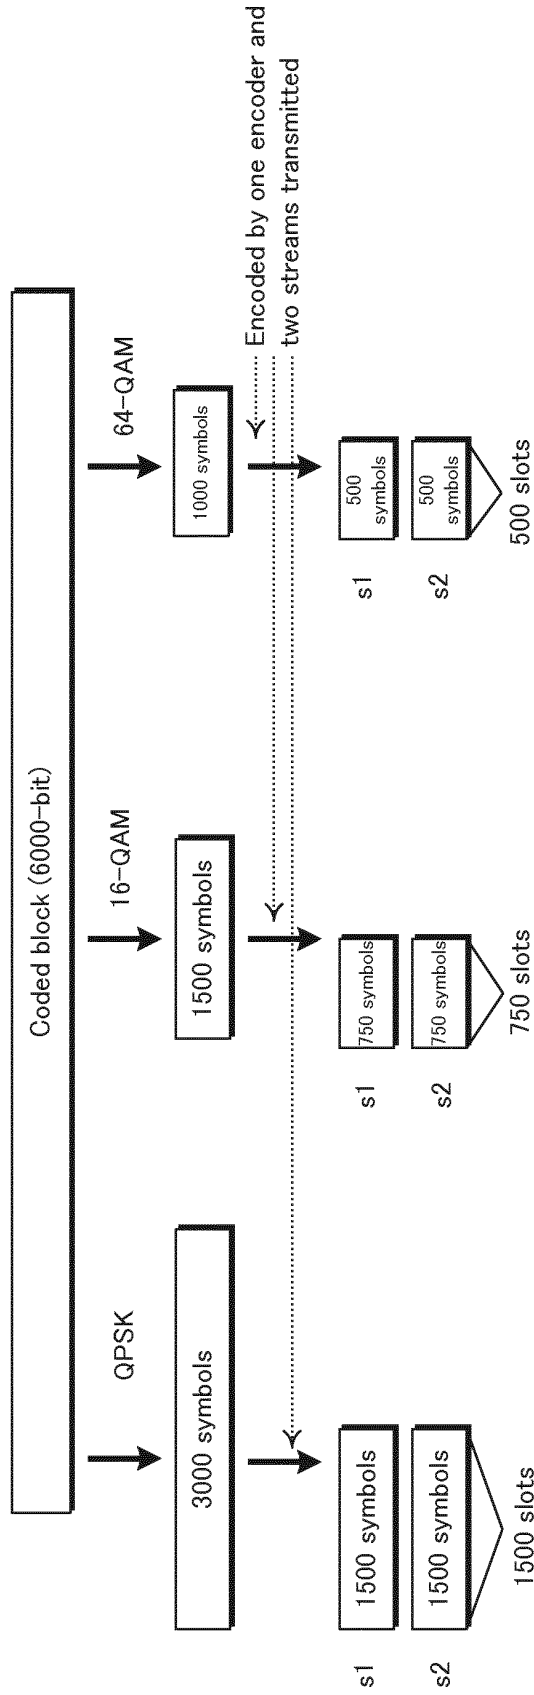 Coded block (6000-bit)
QPSK
16-QAM
64-QAM
3000 symbols
1500 symbols
1000 symbols
Encoded by one encoder and
two streams transmitted
s1
1500 symbols
s1
750 symbols
s1
500
symbols
s2
1500 symbols
s2
750 symbols
s2
500
symbols
1500 slots
750 slots
500 slots